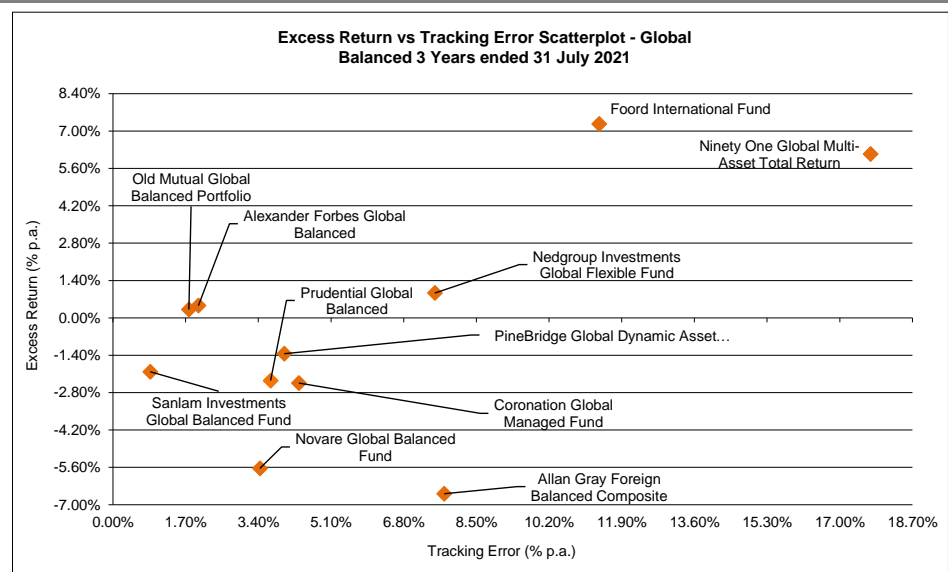 Excess Return vs Tracking Error Scatterplot - Global
Balanced 3 Years ended 31 July 2021
8.40%
7.00%
5.60%
4.20%
2.80%
1.40%
0.00%
-1.40%
-2.80%
-4.20%
-5.60%
-7.00%
Excess Return (% p.a.)
Foord International Fund
Ninety One Global Multi-
Asset Total Return
Old Mutual Global
Balanced Portfolio
Alexander Forbes Global
Balanced
Nedgroup Investments
Global Flexible Fund
Prudential Global
Balanced
PineBridge Global Dynamic Asset…
Sanlam Investments
Global Balanced Fund
Coronation Global
Managed Fund
Novare Global Balanced
Fund
Allan Gray Foreign
Balanced Composite
0.00% 1.70% 3.40% 5.10% 6.80% 8.50% 10.20% 11.90% 13.60% 15.30% 17.00% 18.70%
Tracking Error (% p.a.)